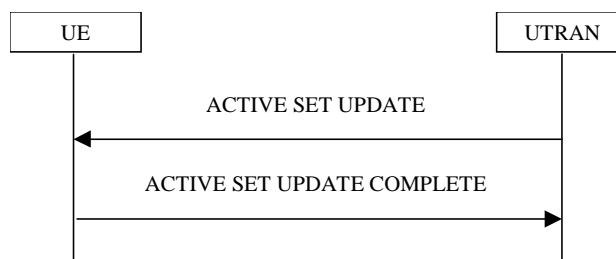 UE
UTRAN
ACTIVE SET UPDATE
ACTIVE SET UPDATE COMPLETE